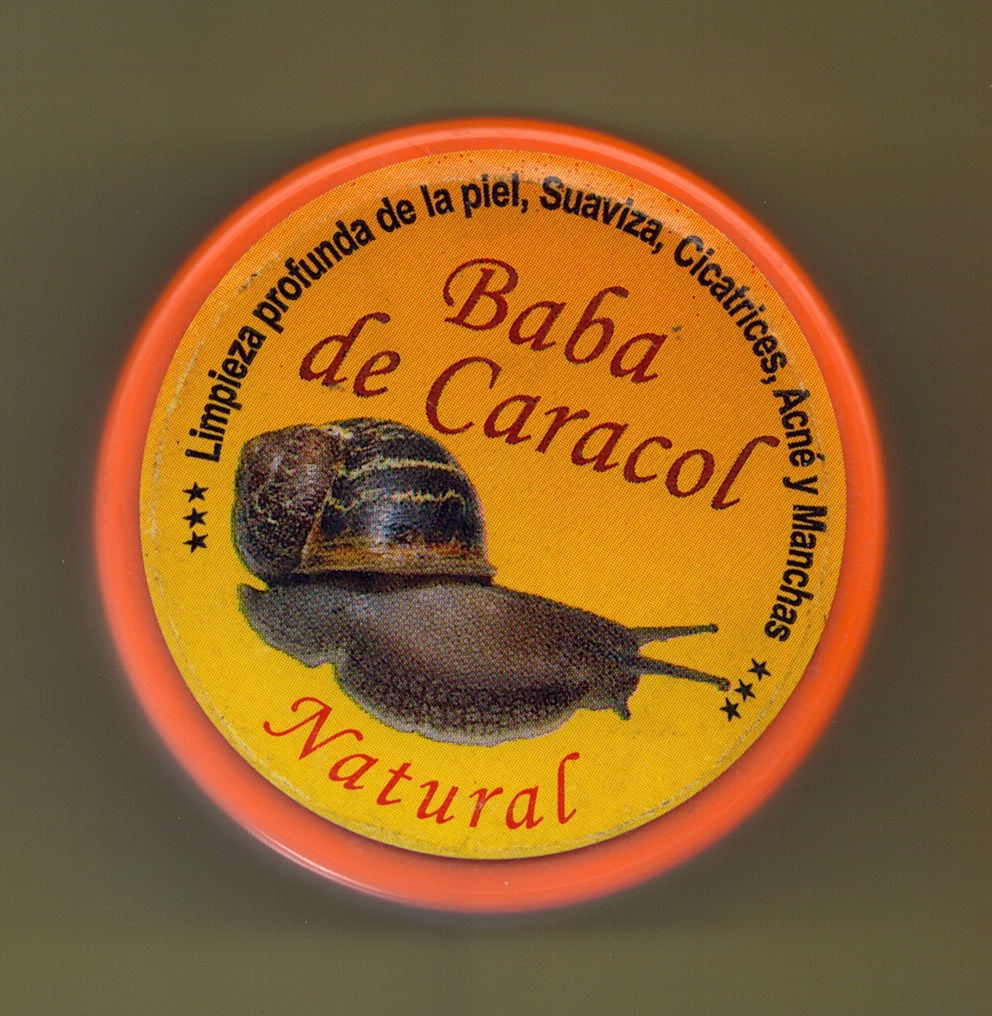 *** Limpieza profunda de la piel, Suaviza, Cicatrices, Acné y Manchas ***
Baba
de Caracol
Natural